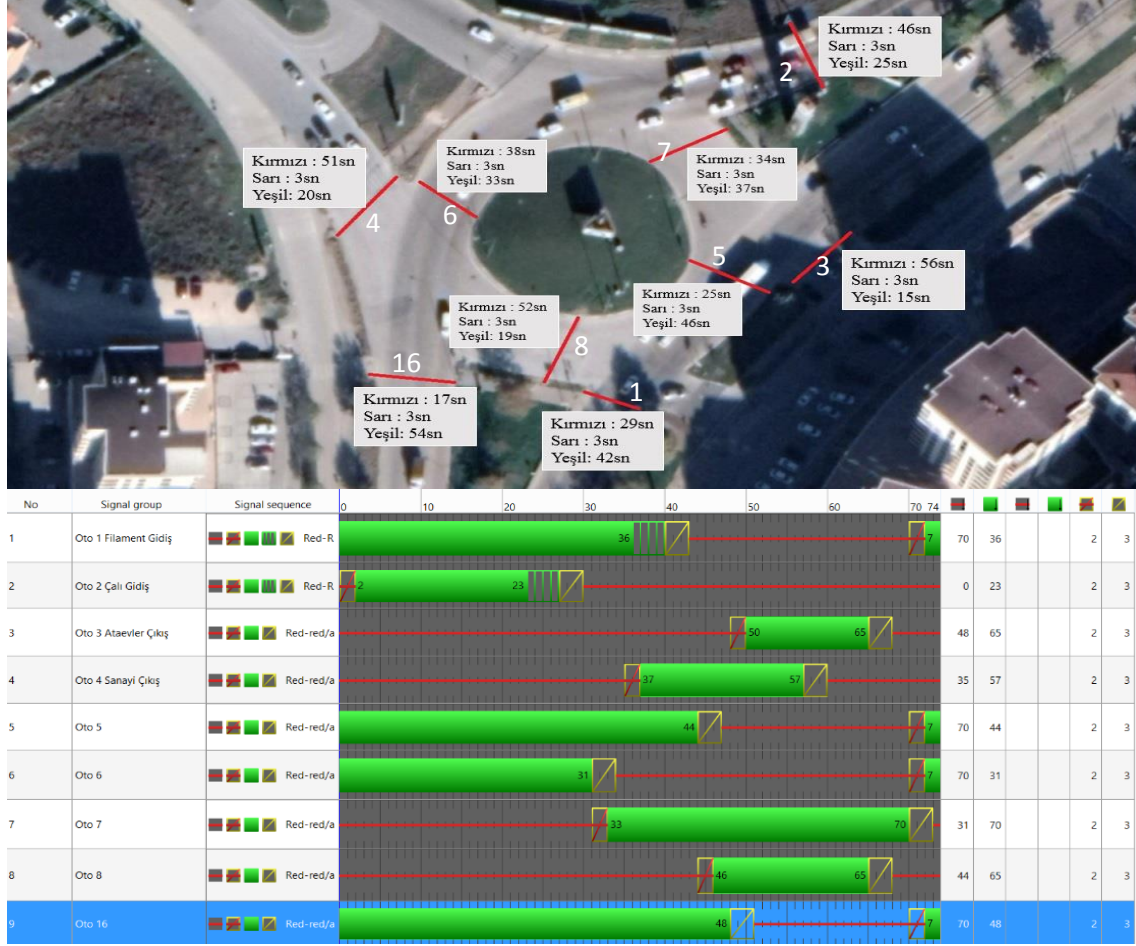 Kırmızı : 46sn
Sarı : 3sn
Yeşil: 25sn
2
7
Kırmızı : 34sn
Sarı : 3sn
Yeşil: 37sn
Kırmızı : 38sn
Sarı : 3sn
Yeşil: 33sn
6
Kırmızı : 51sn
Sarı : 3sn
Yeşil: 20sn
4
5
3
Kırmızı : 56sn
Sarı : 3sn
Yeşil: 15sn
Kırmızı : 25sn
Sarı : 3sn
Yeşil: 46sn
Kırmızı : 52sn
Sarı : 3sn
Yeşil: 19sn
8
16
Kırmızı : 17sn
Sarı : 3sn
Yeşil: 54sn
1
Kırmızı : 29sn
Sarı : 3sn
Yeşil: 42sn
No Signal group Signal sequence 0 10 20 30 40 50 60 70 74
1 Oto 1 Filament Gidiş Red-R 36 7 70 36 2 3
2 Oto 2 Çalı Gidiş Red-R 2 23 0 23 2 3
3 Oto 3 Ataevler Çıkış Red-red/a 50 65 48 65 2 3
4 Oto 4 Sanayi Çıkış Red-red/a 37 57 35 57 2 3
5 Oto 5 Red-red/a 44 7 70 44 2 3
6 Oto 6 Red-red/a 31 7 70 31 2 3
7 Oto 7 Red-red/a 33 70 31 70 2 3
8 Oto 8 Red-red/a 46 65 44 65 2 3
9 Oto 16 Red-red/a 48 7 70 48 2 3